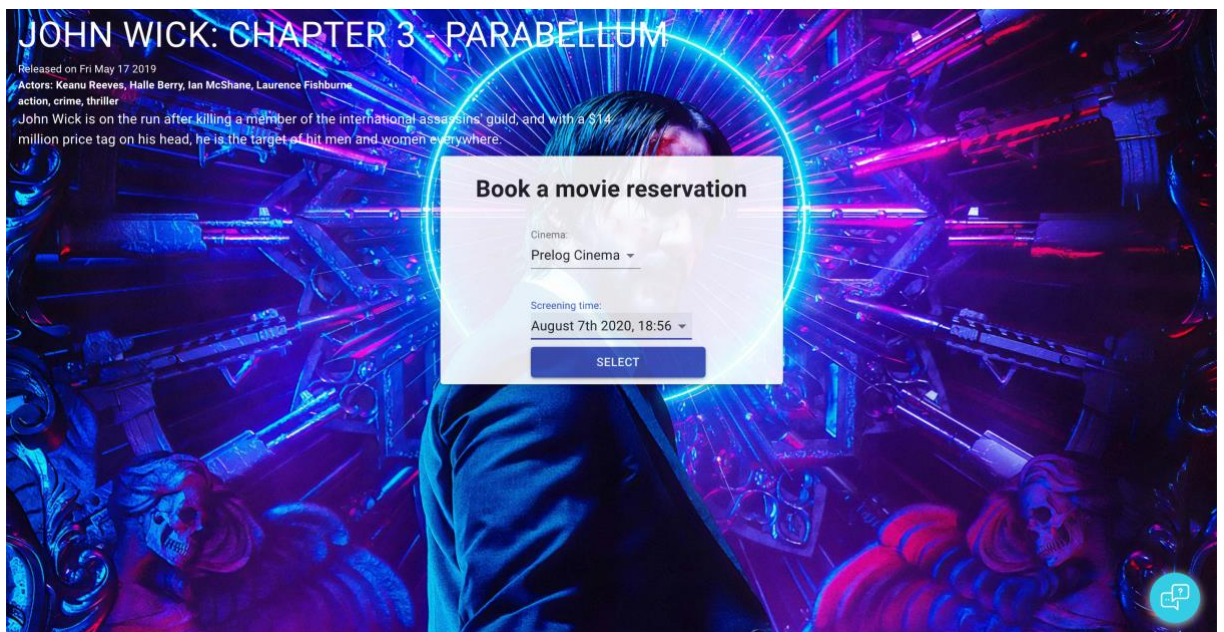 JOHN WICK: CHAPTER 3 - PARABELLUM
Released on Fri May 17 2019
Actors: Keanu Reeves, Halle Berry, Ian McShane, Laurence Fishburne
action, crime, thriller
John Wick is on the run after killing a member of the international assassins' guild, and with a $14
million price tag on his head, he is the target of hit men and women everywhere.
Book a movie reservation
Cinema:
Prelog Cinema
Screening time:
August 7th 2020, 18:56
SELECT
?